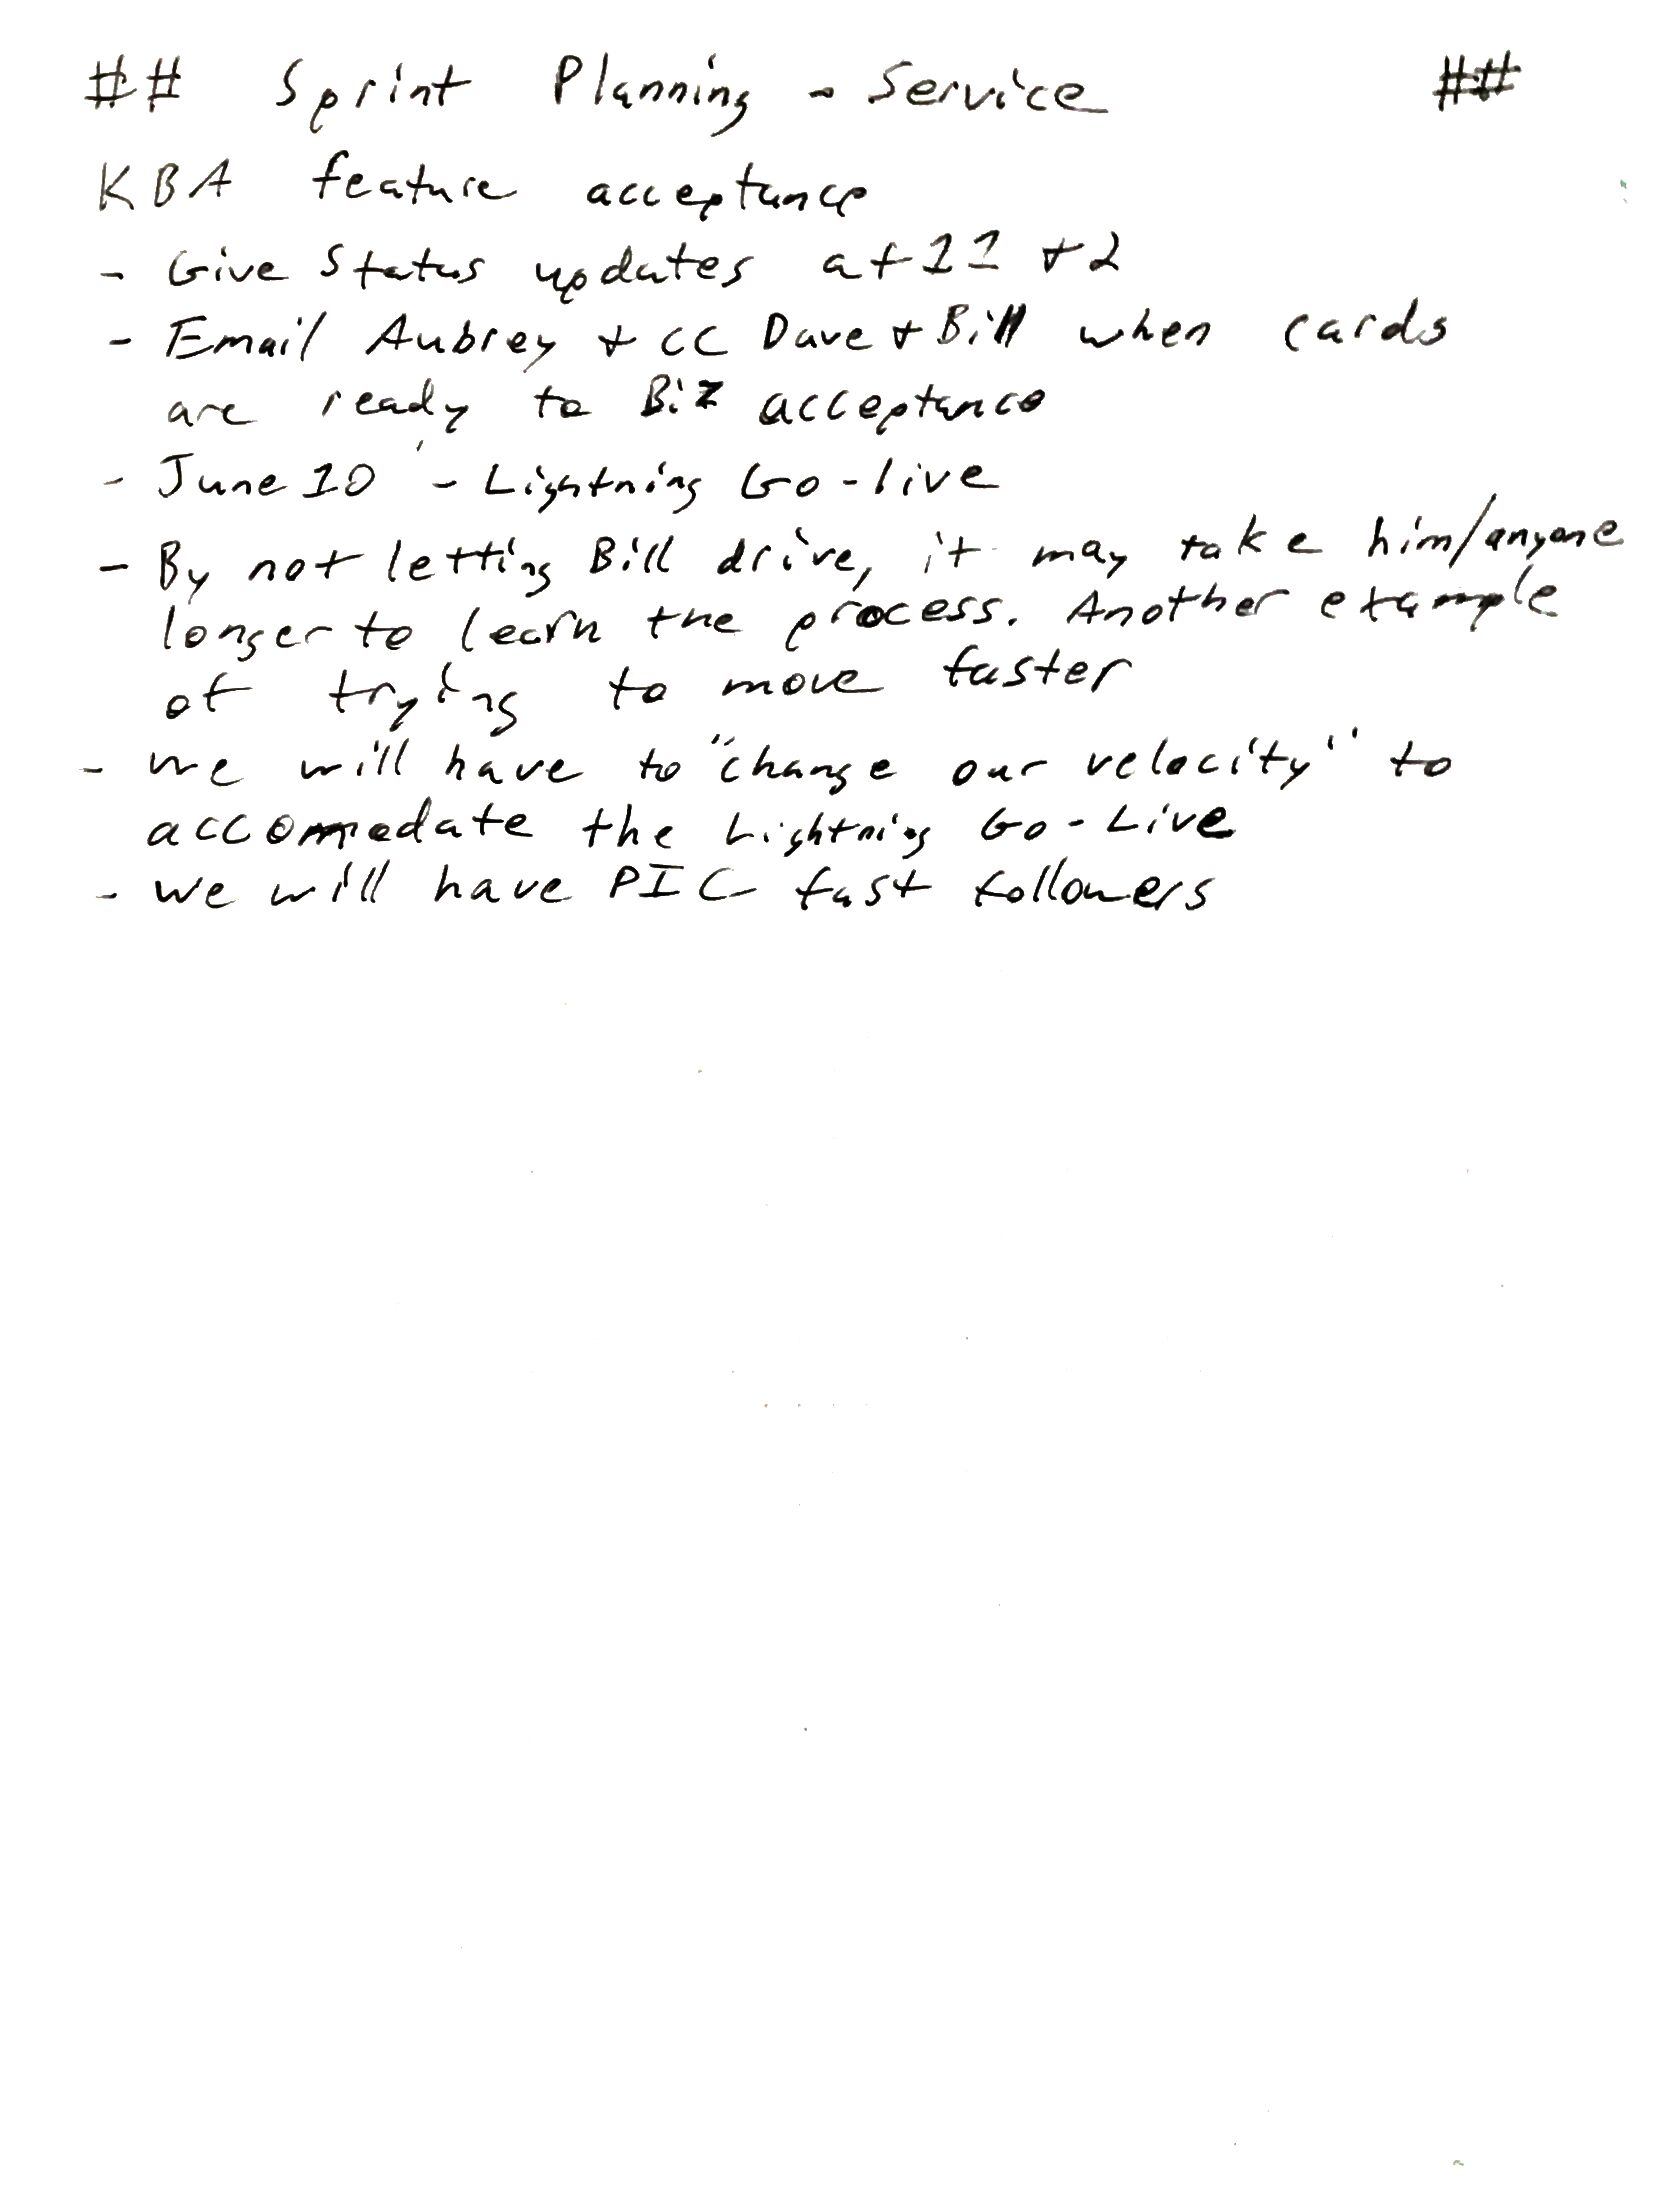 ## Sprint Planning - Service ##
KBA feature acceptance
- Give Status updates at 11 + 2
- Email Aubrey + CC Dave + Bill when cards
are ready to Biz acceptance
- June 10 - Lightning Go-live
- By not letting Bill drive, it may take him/anyone
longer to learn the process. Another example
of trying to move faster
- We will have to "change our velocity" to
accomodate the Lightning Go-Live
- We will have PIC fast followers